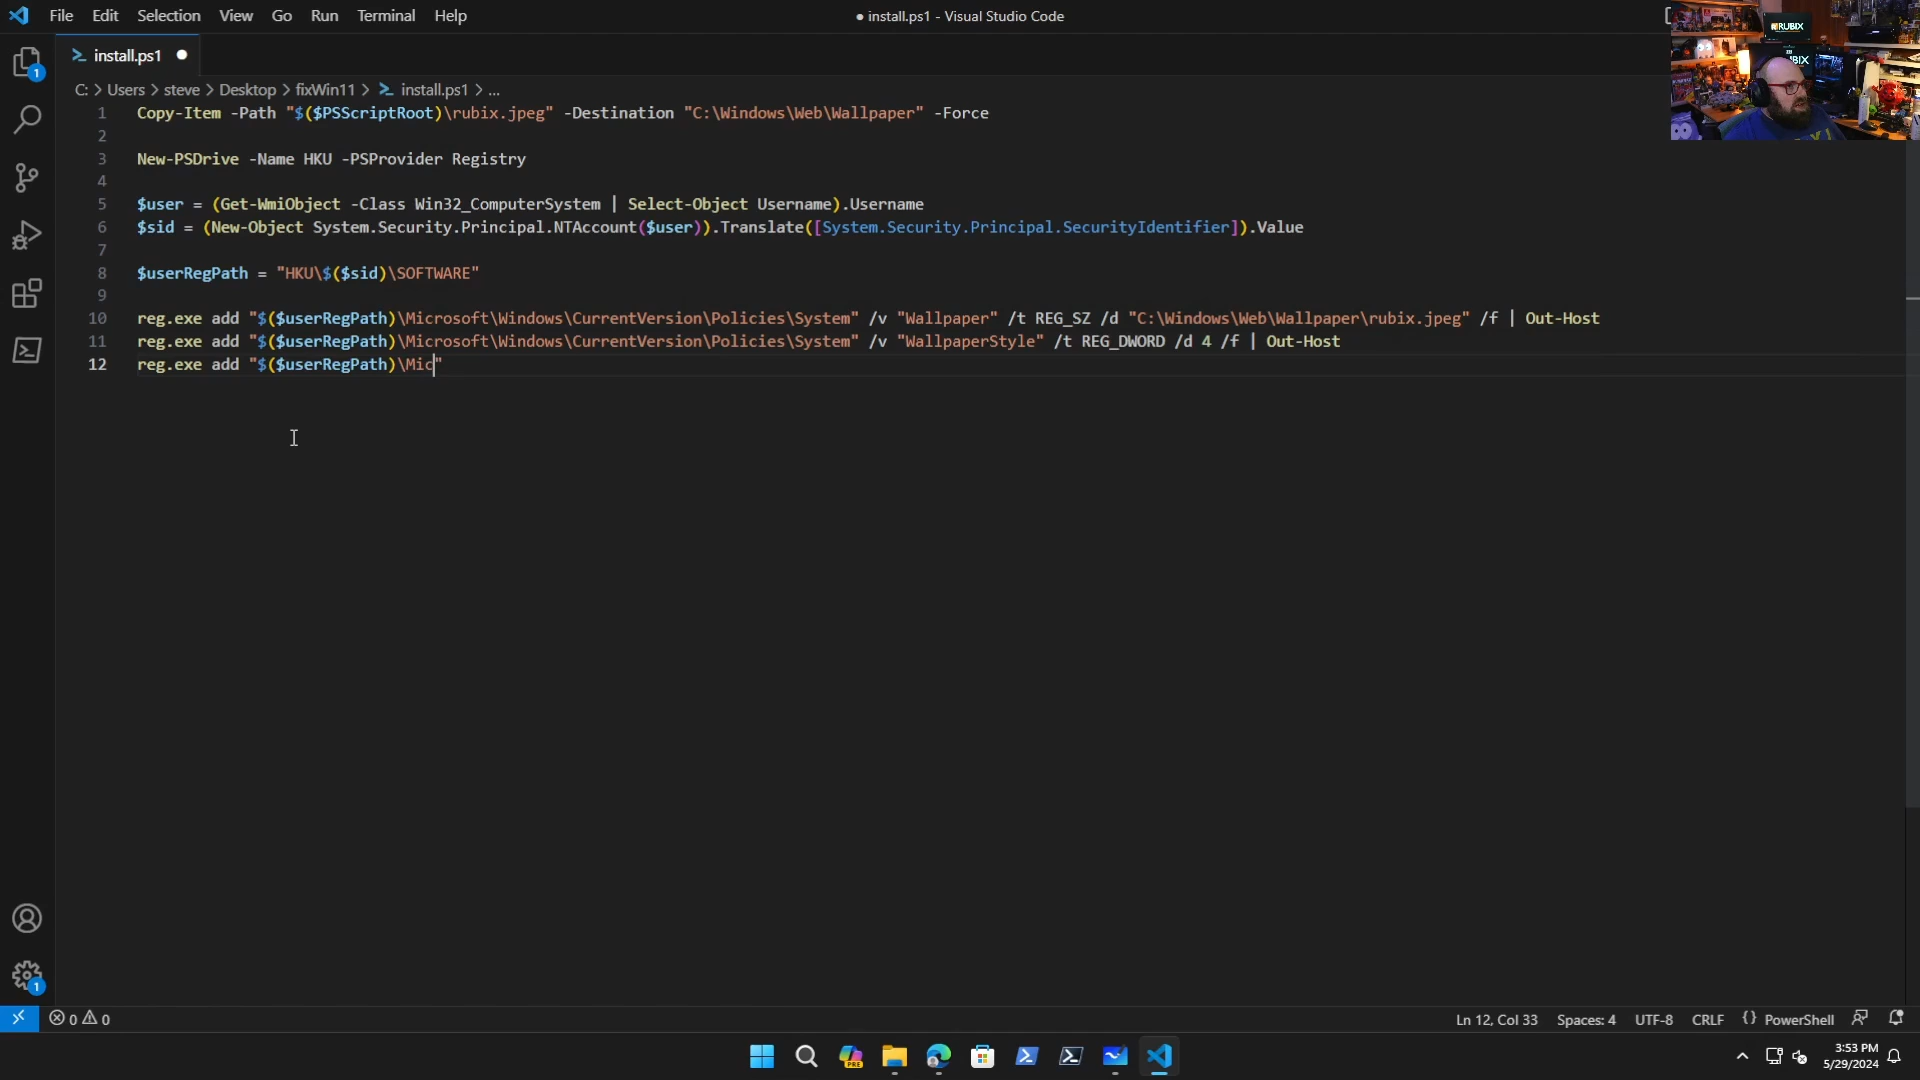 File Edit Selection View Go Run Terminal Help
● install.ps1 - Visual Studio Code
install.ps1
C: > Users > steve > Desktop > fixWin11 > install.ps1 > ...
1 Copy-Item -Path "$($PSScriptRoot)\rubix.jpeg" -Destination "C:\Windows\Web\Wallpaper" -Force
2
3 New-PSDrive -Name HKU -PSProvider Registry
4
5 $user = (Get-WmiObject -Class Win32_ComputerSystem | Select-Object Username).Username
6 $sid = (New-Object System.Security.Principal.NTAccount($user)).Translate([System.Security.Principal.SecurityIdentifier]).Value
7
8 $userRegPath = "HKU\$($sid)\SOFTWARE"
9
10 reg.exe add "$($userRegPath)\Microsoft\Windows\CurrentVersion\Policies\System" /v "Wallpaper" /t REG_SZ /d "C:\Windows\Web\Wallpaper\rubix.jpeg" /f | Out-Host
11 reg.exe add "$($userRegPath)\Microsoft\Windows\CurrentVersion\Policies\System" /v "WallpaperStyle" /t REG_DWORD /d 4 /f | Out-Host
12 reg.exe add "$($userRegPath)\Mic"
RUBIX
1
1
0 0
Ln 12, Col 33 Spaces: 4 UTF-8 CRLF {} PowerShell
PRE
3:53 PM
5/29/2024